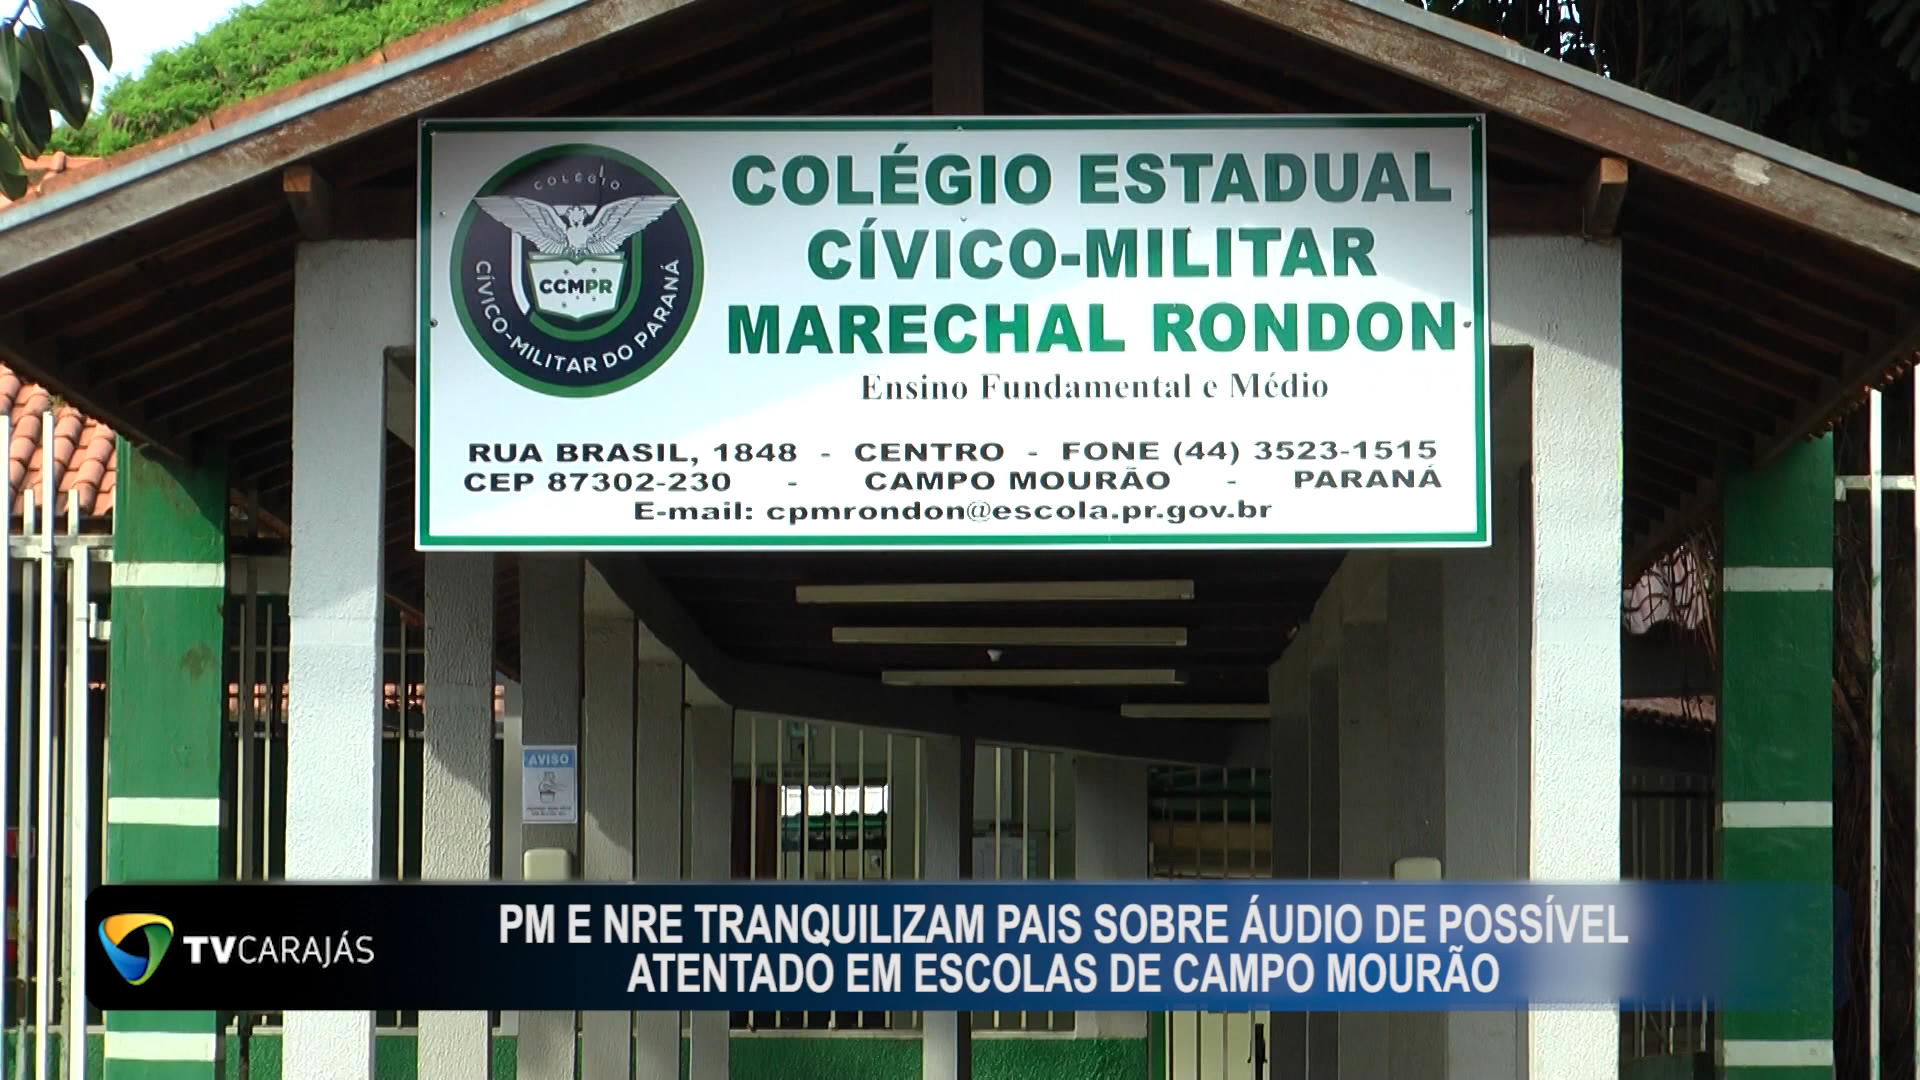 COLÉGIO ESTADUAL
CÍVICO-MILITAR
MARECHAL RONDON
Ensino Fundamental e Médio
RUA BRASIL, 1848 - CENTRO - FONE (44) 3523-1515
CEP 87302-230 - CAMPO MOURÃO - PARANÁ
E-mail: cpmrondon@escola.pr.gov.br
COLÉGIO
CCMPR
CÍVICO-MILITAR DO PARANÁ
AVISO
TV CARAJÁS
PM E NRE TRANQUILIZAM PAIS SOBRE ÁUDIO DE POSSÍVEL
ATENTADO EM ESCOLAS DE CAMPO MOURÃO